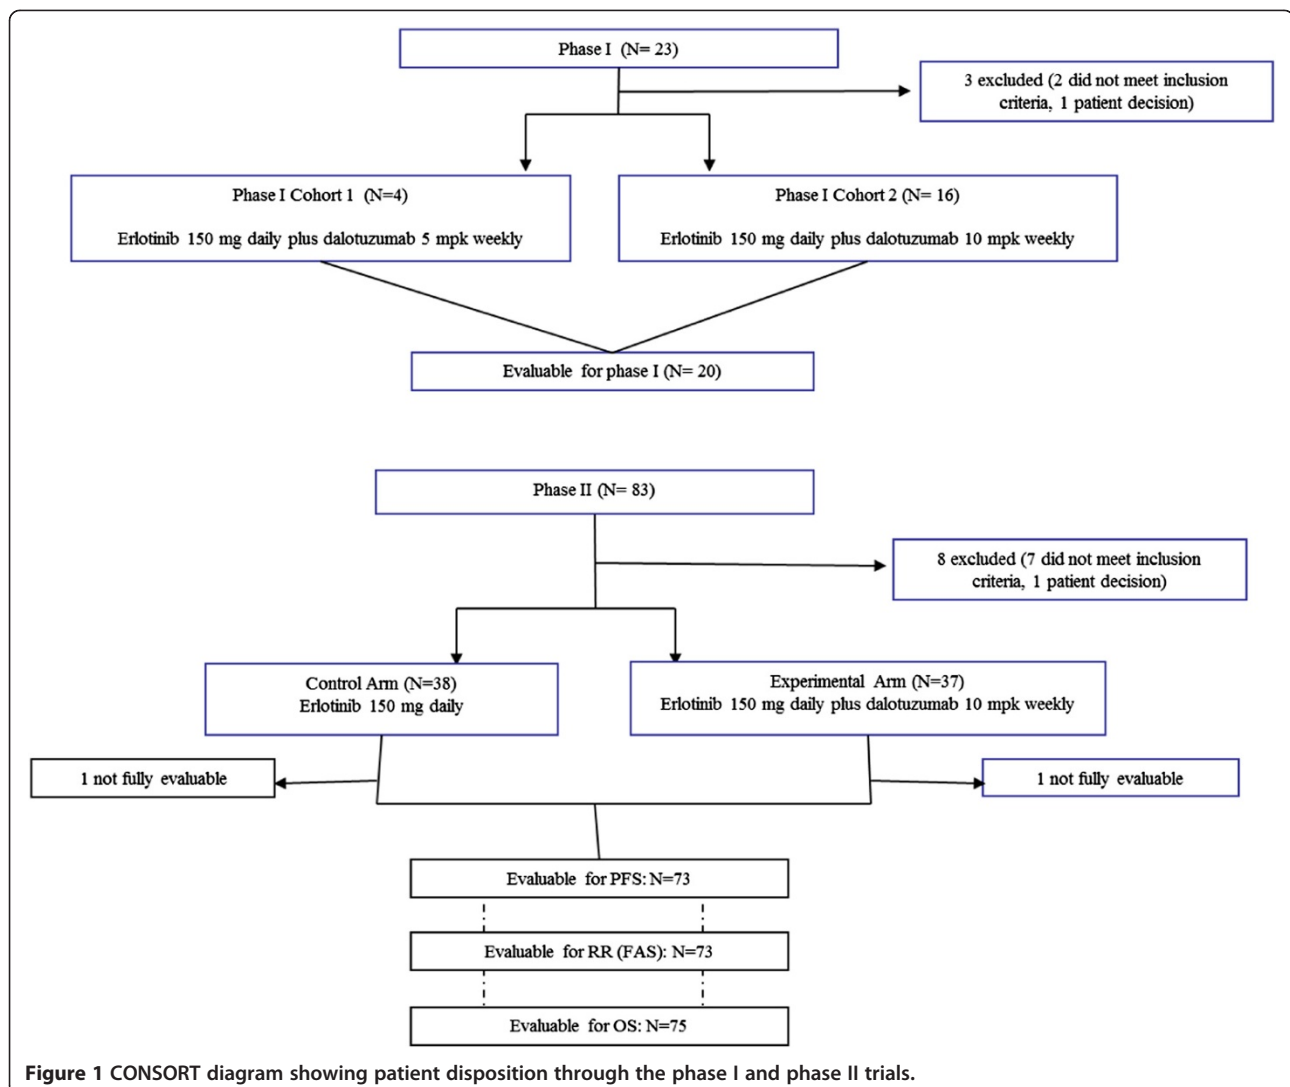 Phase I (N= 23)
3 excluded (2 did not meet inclusion
criteria, 1 patient decision)
Phase I Cohort 1 (N=4)
Erlotinib 150 mg daily plus dalotuzumab 5 mpk weekly
Phase I Cohort 2 (N= 16)
Erlotinib 150 mg daily plus dalotuzumab 10 mpk weekly
Evaluable for phase I (N= 20)
Phase II (N= 83)
8 excluded (7 did not meet inclusion
criteria, 1 patient decision)
Control Arm (N=38)
Erlotinib 150 mg daily
Experimental Arm (N=37)
Erlotinib 150 mg daily plus dalotuzumab 10 mpk weekly
1 not fully evaluable
1 not fully evaluable
Evaluable for PFS: N=73
Evaluable for RR (FAS): N=73
Evaluable for OS: N=75
Figure 1 CONSORT diagram showing patient disposition through the phase I and phase II trials.